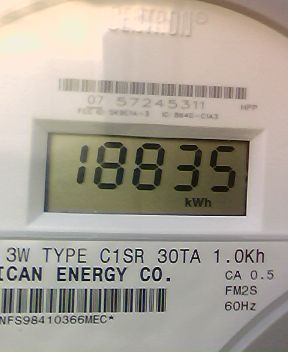 07 57245311 HPP
18835
kWh
3W TYPE C1SR 30TA 1.0Kh
ICAN ENERGY CO.
CA 0.5
FM2S
60Hz
NFS98410366MEC*